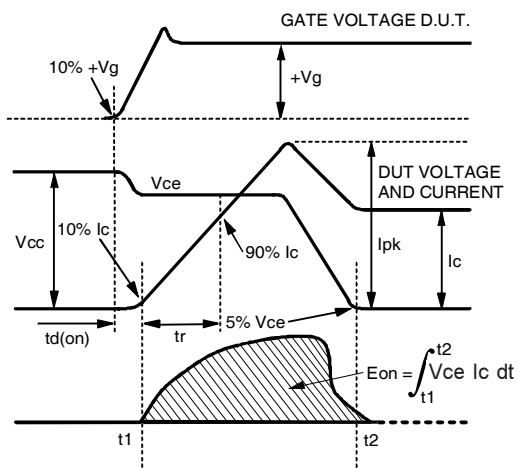 GATE VOLTAGE D.U.T.
10% +Vg
+Vg
Vce
DUT VOLTAGE
AND CURRENT
Vcc
10% Ic
90% Ic
Ipk
Ic
td(on)
tr
5% Vce
Eon = ∫ Vce Ic dt
t2
t1
t1
t2